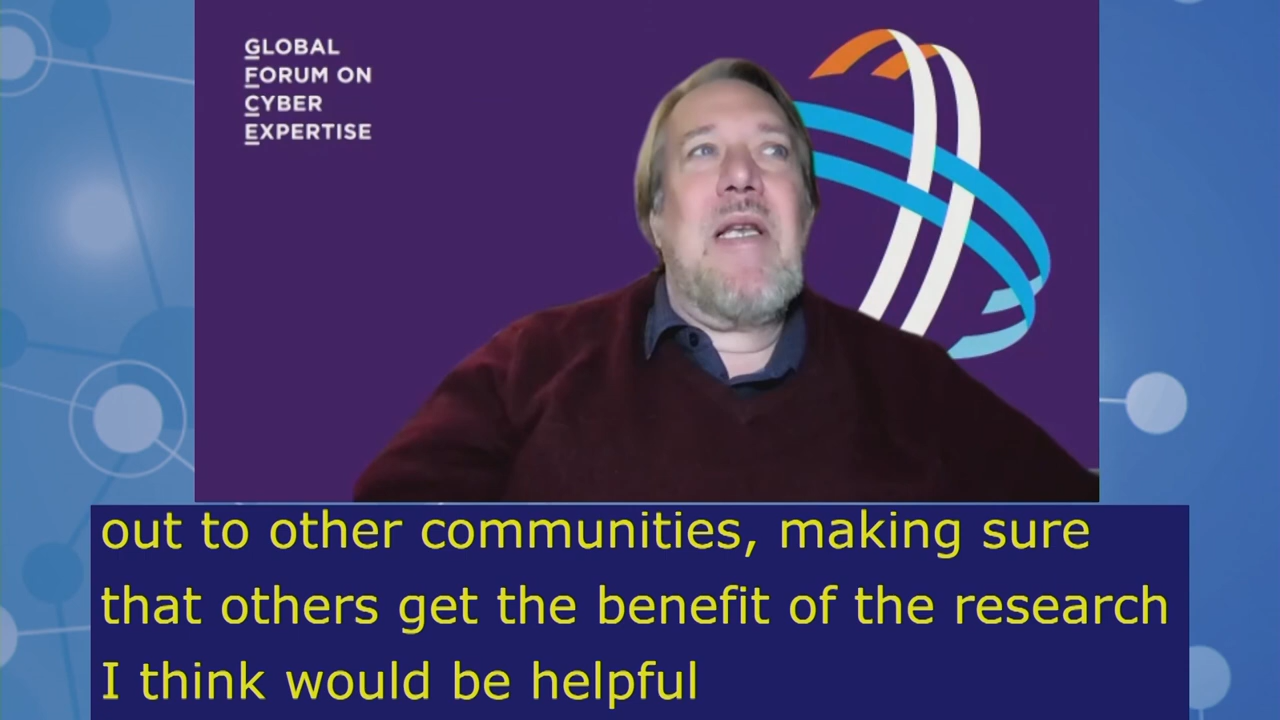 GLOBAL
FORUM ON
CYBER
EXPERTISE
out to other communities, making sure
that others get the benefit of the research
I think would be helpful